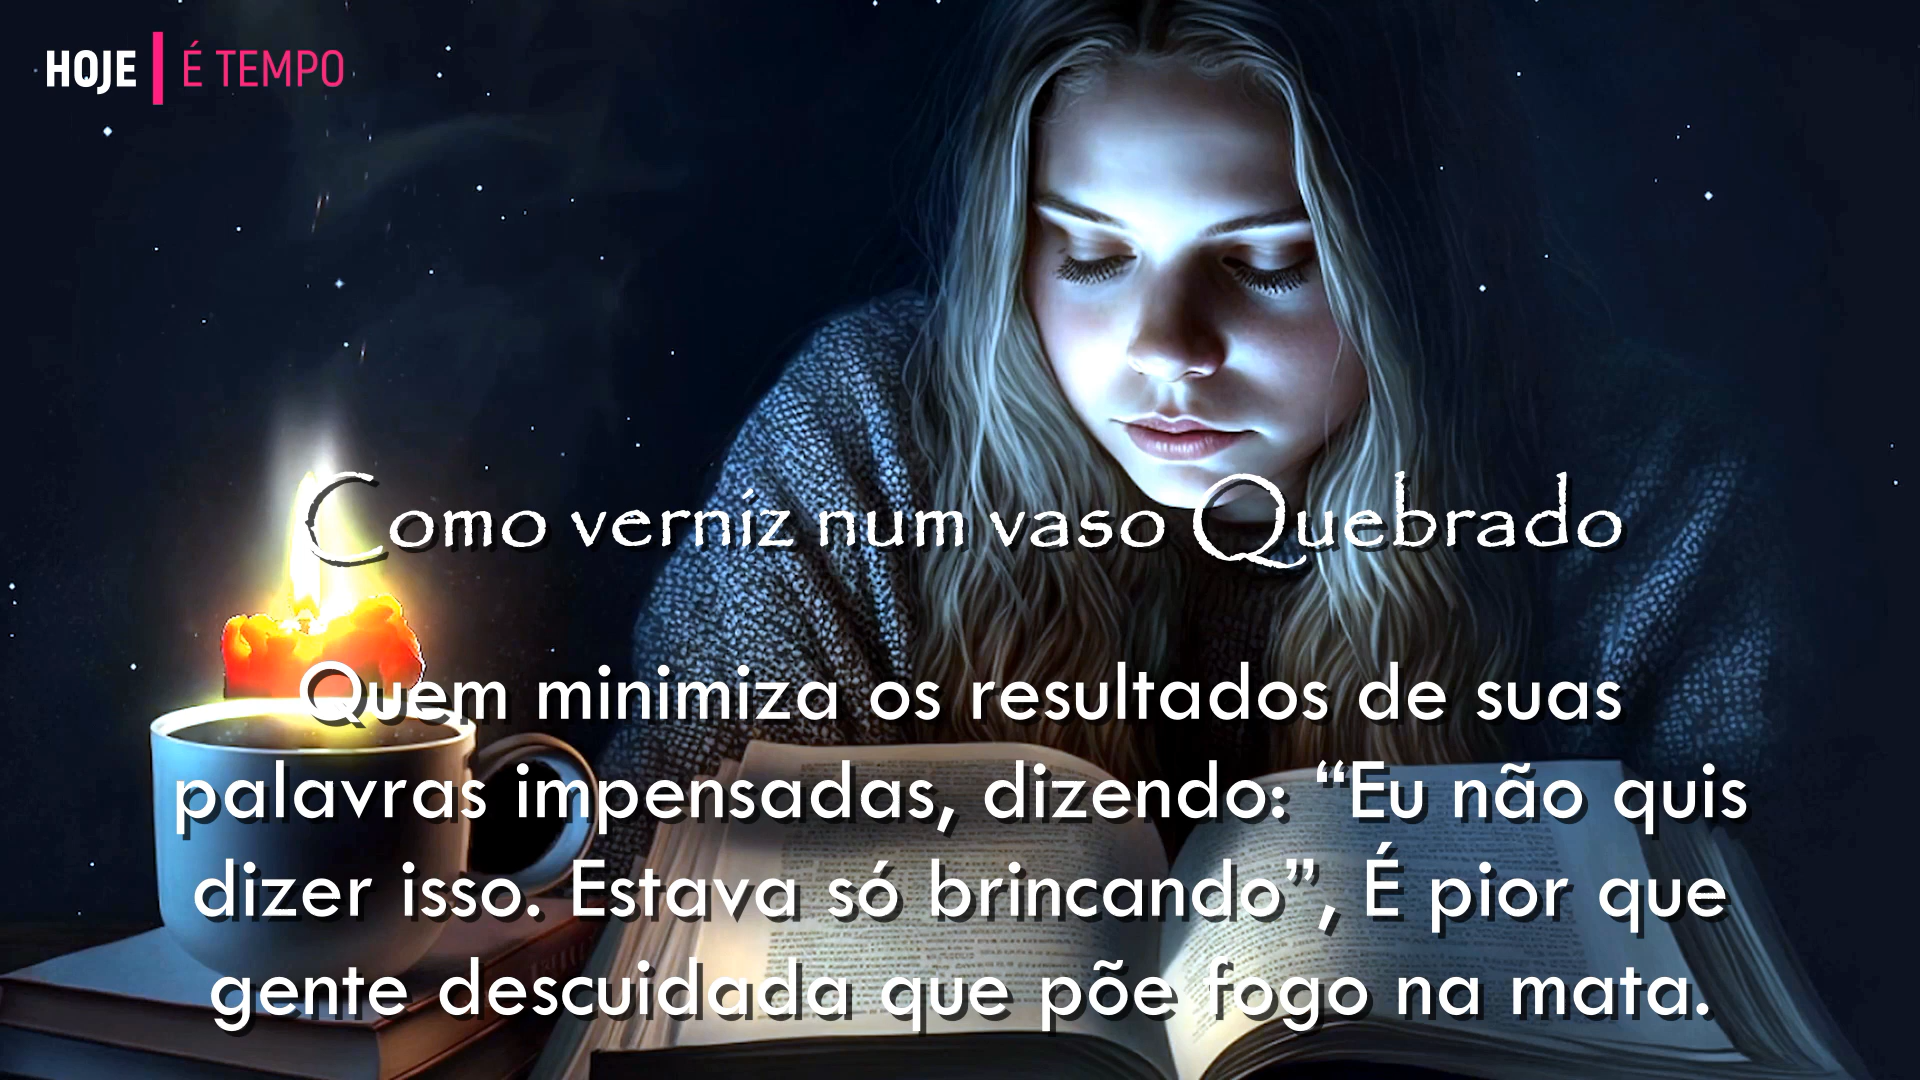 HOJE | É TEMPO
Como verniz num vaso Quebrado
Quem minimiza os resultados de suas
palavras impensadas, dizendo: “Eu não quis
dizer isso. Estava só brincando”, É pior que
gente descuidada que põe fogo na mata.